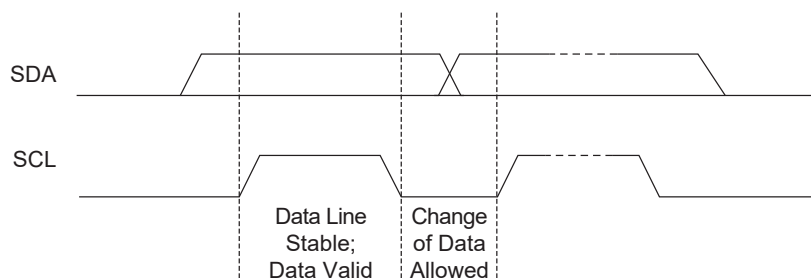 SDA
SCL
Data Line
Stable;
Data Valid
Change
of Data
Allowed